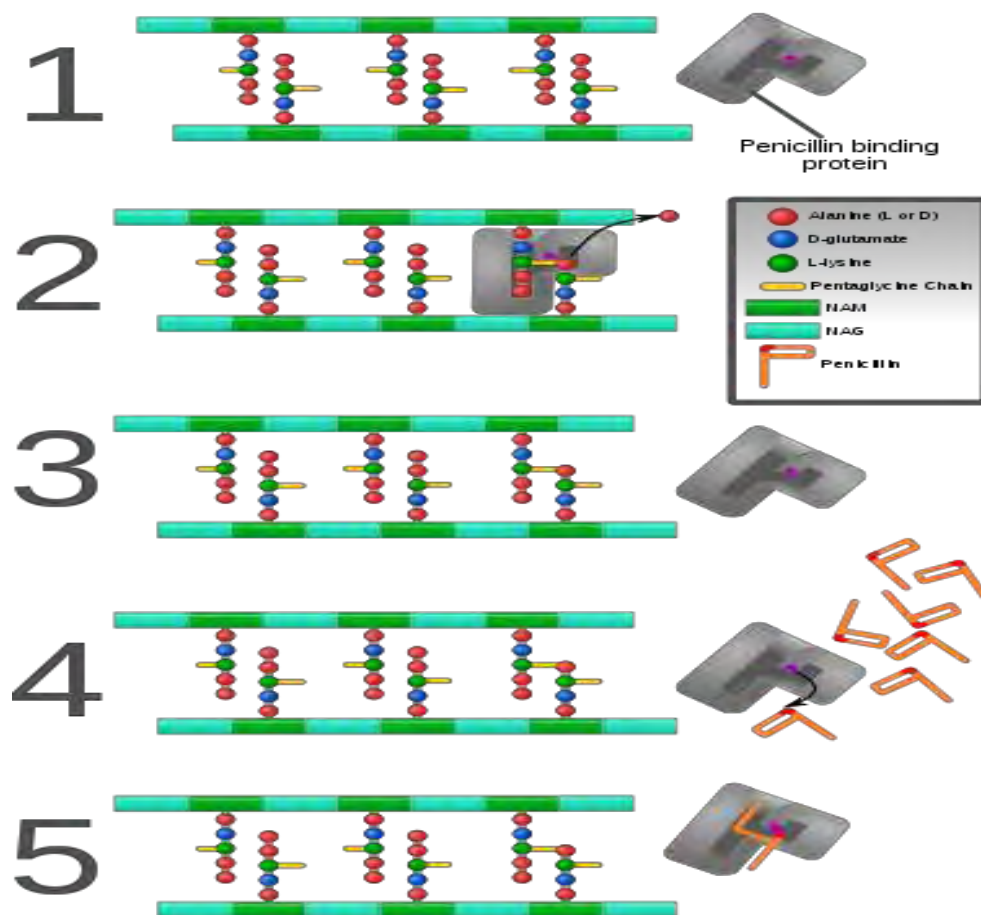 1
Penicillin binding
protein
2
Alanine (L or D)
D-glutamate
L-lysine
Pentaglycine Chain
NAM
NAG
Penicillin
3
4
5